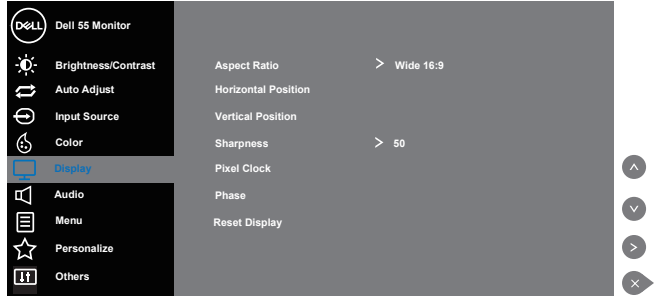 DELL
Dell 55 Monitor
Brightness/Contrast
Auto Adjust
Input Source
Color
Display
Audio
Menu
Personalize
Others
Aspect Ratio > Wide 16:9
Horizontal Position
Vertical Position
Sharpness > 50
Pixel Clock
Phase
Reset Display